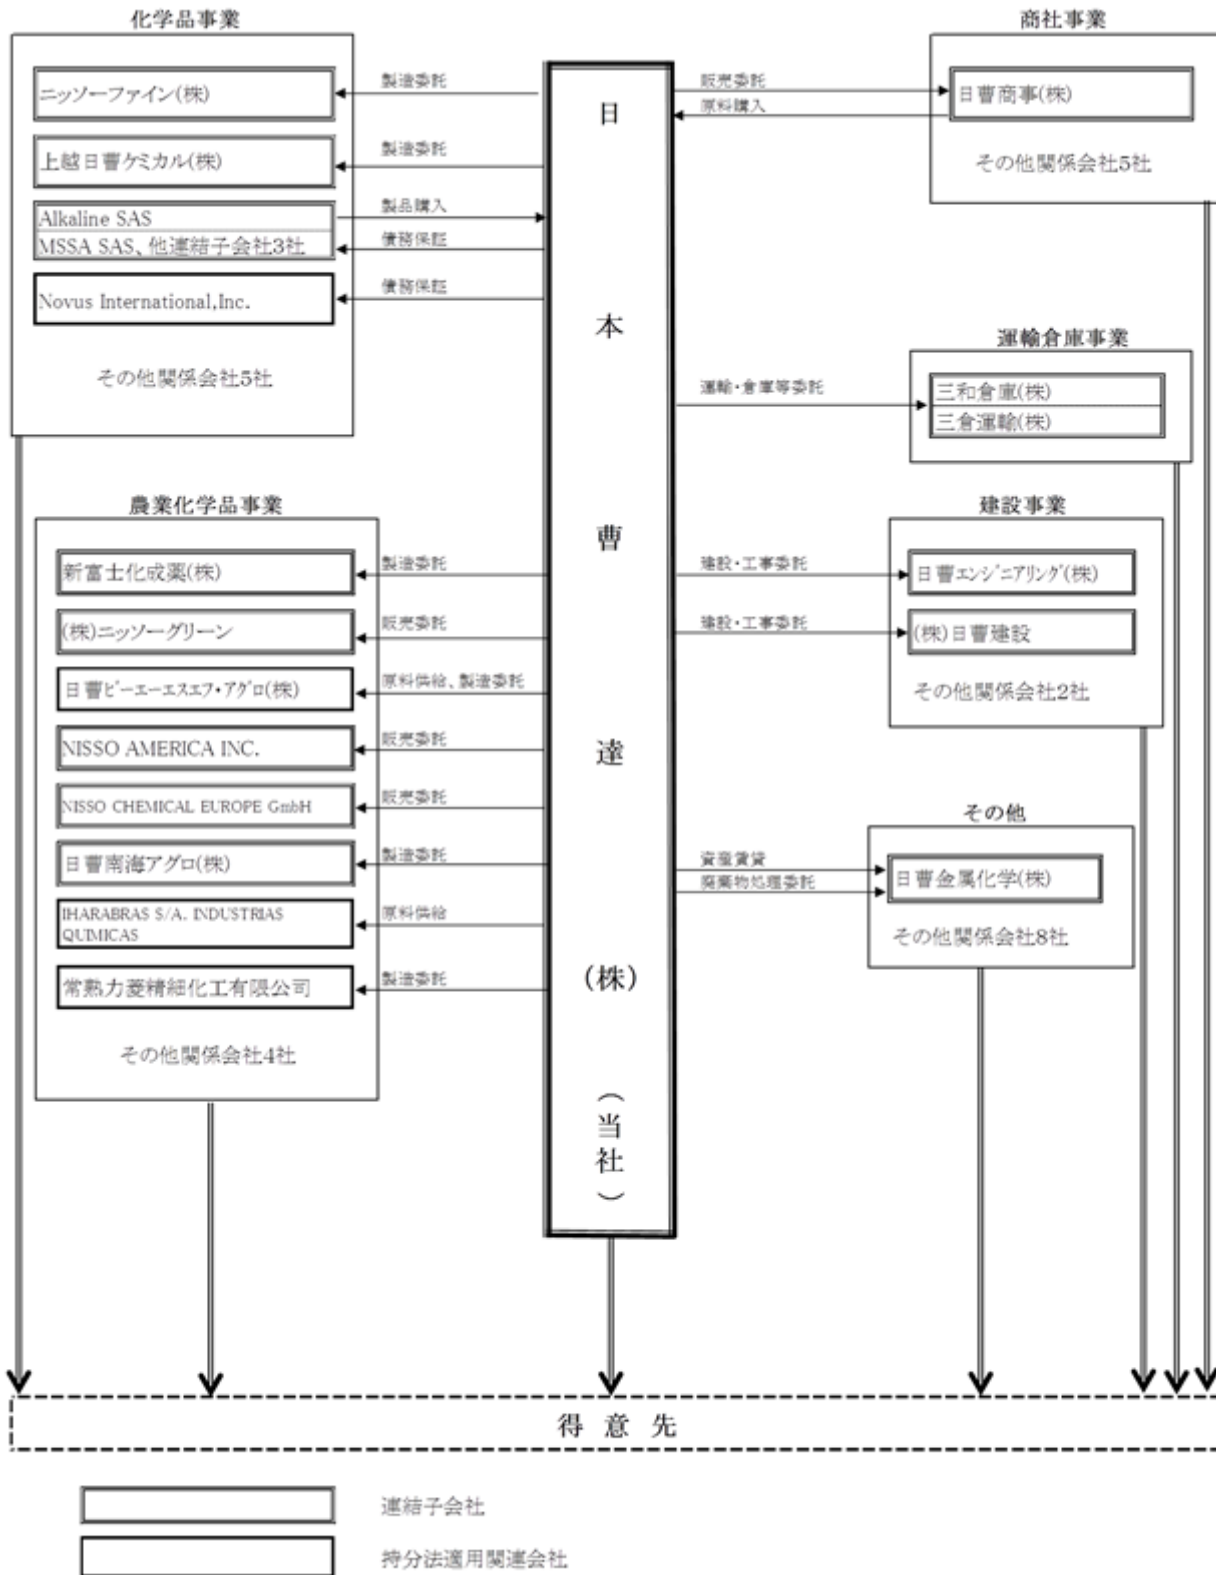 化学品事業
ニッソーファイン(株)
製造委託
上越日曹ケミカル(株)
製造委託
Alkaline SAS
製品購入
MSSA SAS、他連結子会社3社
債務保証
Novus International,Inc.
債務保証
その他関係会社5社
農業化学品事業
新富士化成薬(株)
製造委託
(株)ニッソーグリーン
販売委託
日曹ビーエーエスエフ・アグロ(株)
原料供給、製造委託
NISSO AMERICA INC.
販売委託
NISSO CHEMICAL EUROPE GmbH
販売委託
日曹南海アグロ(株)
製造委託
IHARABRAS S/A. INDUSTRIAS
QUIMICAS
原料供給
常熟力菱精細化工有限公司
製造委託
その他関係会社4社
日本曹達(株)(当社)
商社事業
販売委託
日曹商事(株)
原料購入
その他関係会社5社
運輸倉庫事業
運輸・倉庫等委託
三和倉庫(株)
三倉運輸(株)
建設事業
建設・工事委託
日曹エンジニアリング(株)
建設・工事委託
(株)日曹建設
その他関係会社2社
その他
資産賃貸
廃棄物処理委託
日曹金属化学(株)
その他関係会社8社
得意先
連結子会社
持分法適用関連会社